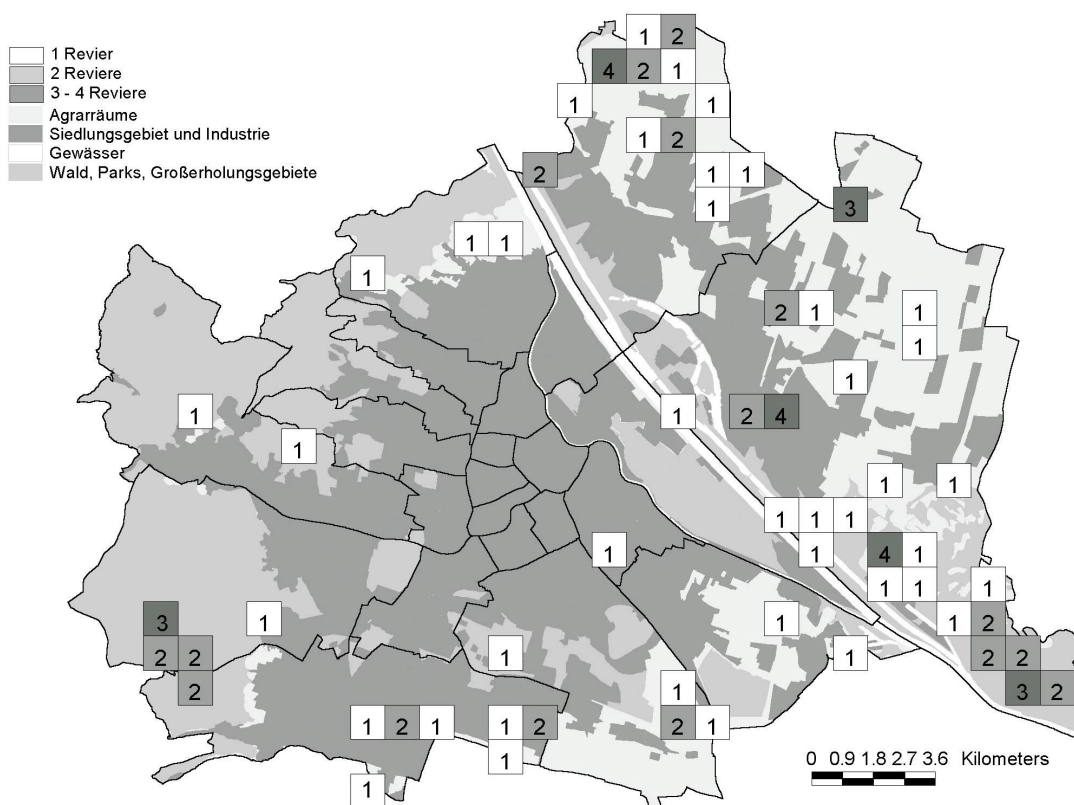 1 2
1 Revier
4 2 1
2 Reviere
3 - 4 Reviere
1 1
Agrarräume
Siedlungsgebiet und Industrie
1 2
Gewässer
Wald, Parks, Großerholungsgebiete
2 1 1
1 3
1 1
1
2 1 1
1
1
1 1 2 4
1
1 1
1 1 1
1 1 4 1
1 1 1
3 1 1 1 2
2 2 1 1 2 2
2 1 3 2
1 2 1 1 2 2 1
1
0 0.9 1.8 2.7 3.6 Kilometers
1